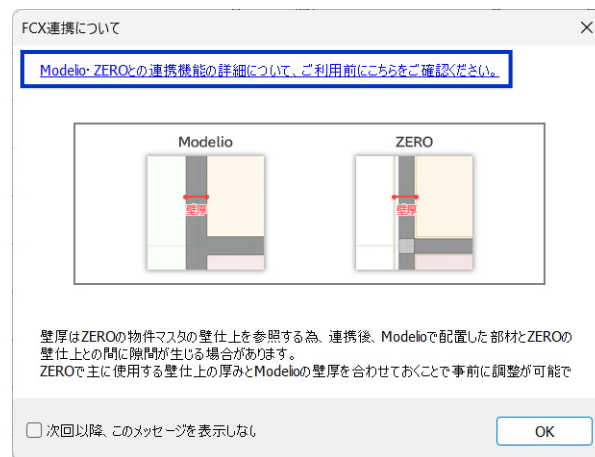 FCX連携について
Modelio・ZEROとの連携機能の詳細について、ご利用前にこちらをご確認ください。
Modelio
ZERO
壁厚
壁厚
壁厚はZEROの物件マスタの壁仕上を参照する為、連携後、Modelioで配置した部材とZEROの
壁仕上との間に隙間が生じる場合があります。
ZEROで主に使用する壁仕上の厚みとModelioの壁厚を合わせておくことで事前に調整が可能で
次回以降、このメッセージを表示しない
OK